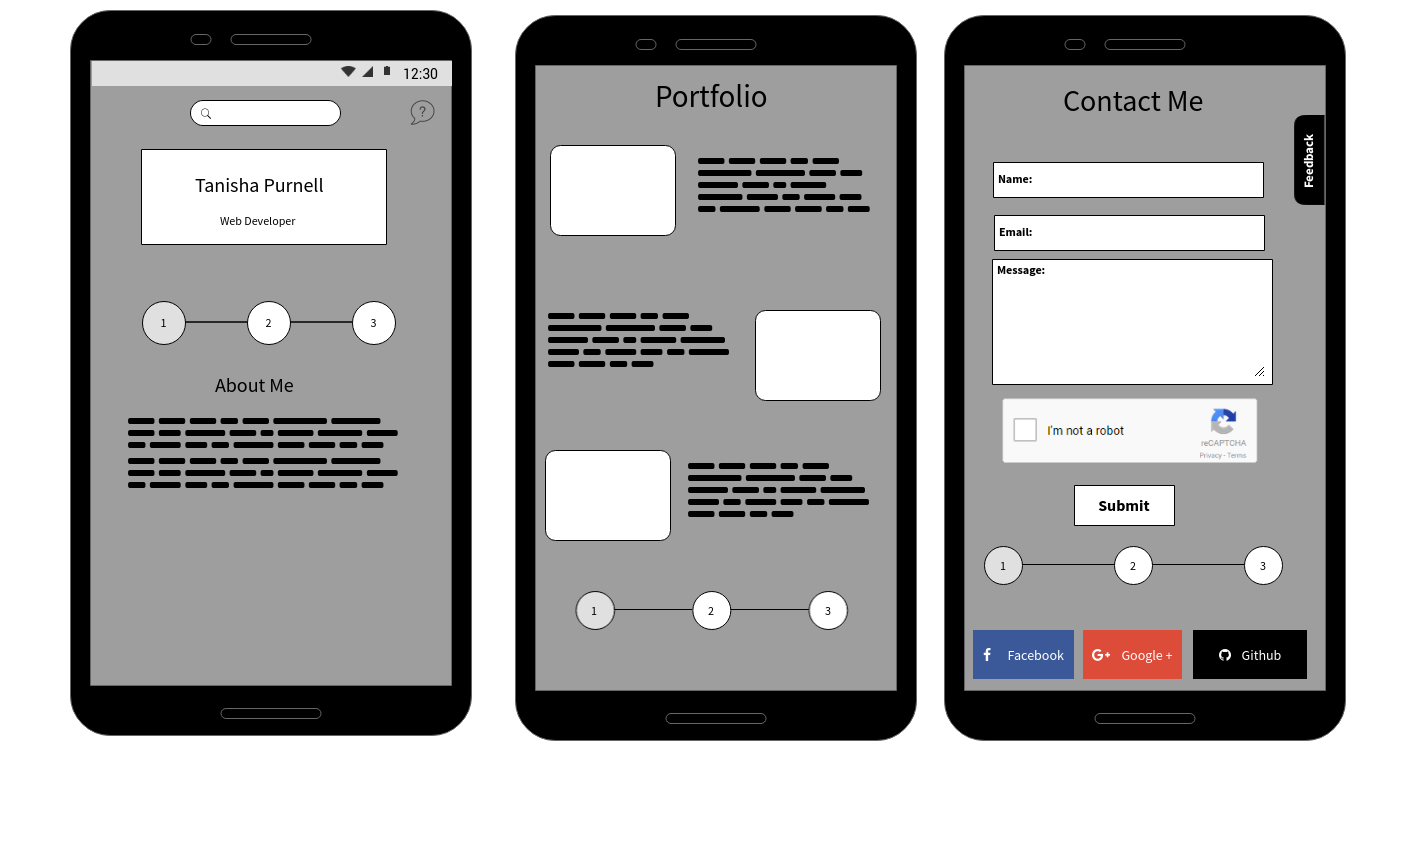 12:30
?
Tanisha Purnell
Web Developer
1 2 3
About Me
Portfolio
1 2 3
Contact Me
Feedback
Name:
Email:
Message:
I'm not a robot
reCAPTCHA
Privacy - Terms
Submit
1 2 3
f Facebook
G+ Google +
Github